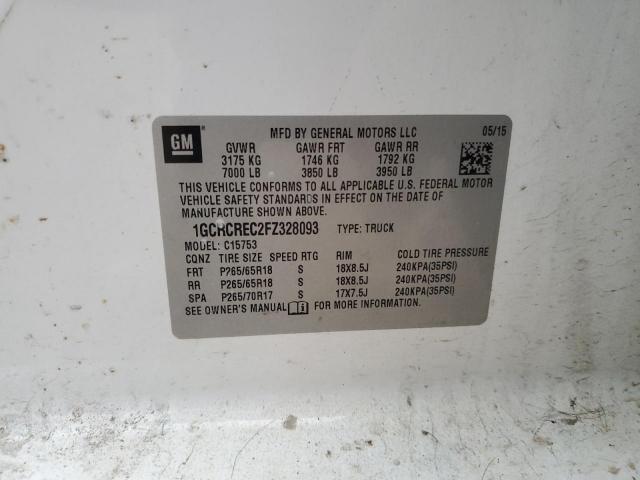 GM
MFD BY GENERAL MOTORS LLC 05/15
GVWR GAWR FRT GAWR RR
3175 KG 1746 KG 1792 KG
7000 LB 3850 LB 3950 LB
THIS VEHICLE CONFORMS TO ALL APPLICABLE U.S. FEDERAL MOTOR
VEHICLE SAFETY STANDARDS IN EFFECT ON THE DATE OF
MANUFACTURE SHOWN ABOVE.
1GCRCREC2FZ328093 TYPE: TRUCK
MODEL: C15753
CQNZ TIRE SIZE SPEED RTG RIM COLD TIRE PRESSURE
FRT P265/65R18 S 18X8.5J 240KPA(35PSI)
RR P265/65R18 S 18X8.5J 240KPA(35PSI)
SPA P265/70R17 S 17X7.5J 240KPA(35PSI)
SEE OWNER'S MANUAL i FOR MORE INFORMATION.